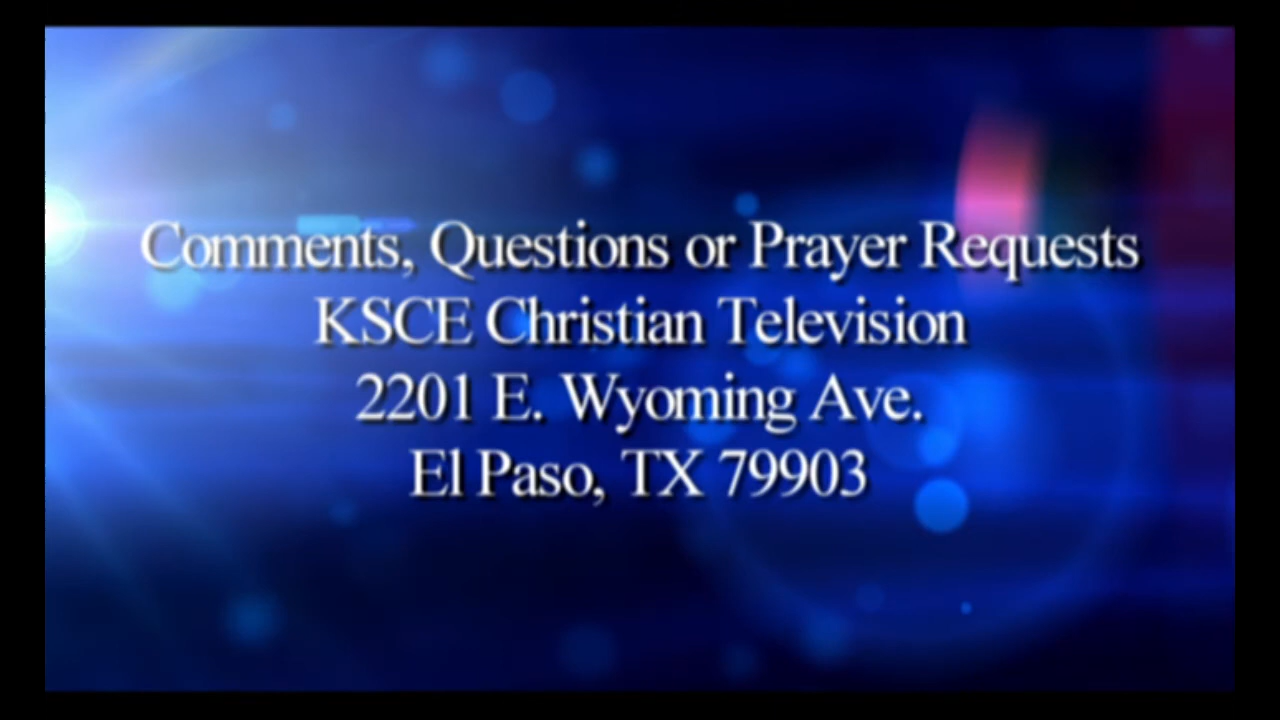 Comments, Questions or Prayer Requests
KSCE Christian Television
2201 E. Wyoming Ave.
El Paso, TX 79903